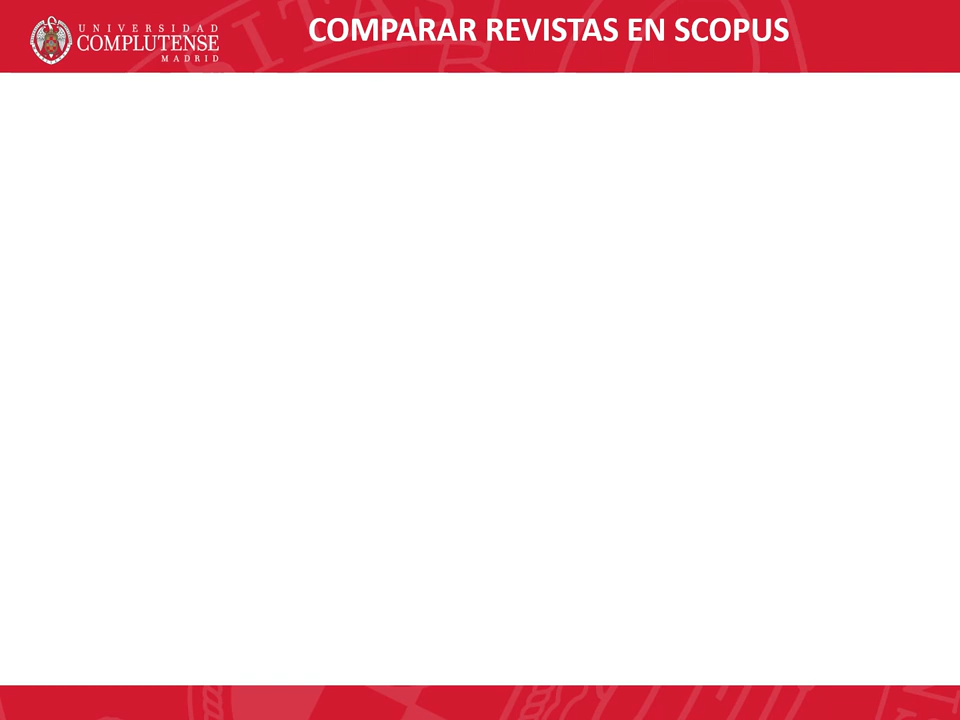 UNIVERSIDAD
COMPLUTENSE
MADRID
COMPARAR REVISTAS EN SCOPUS